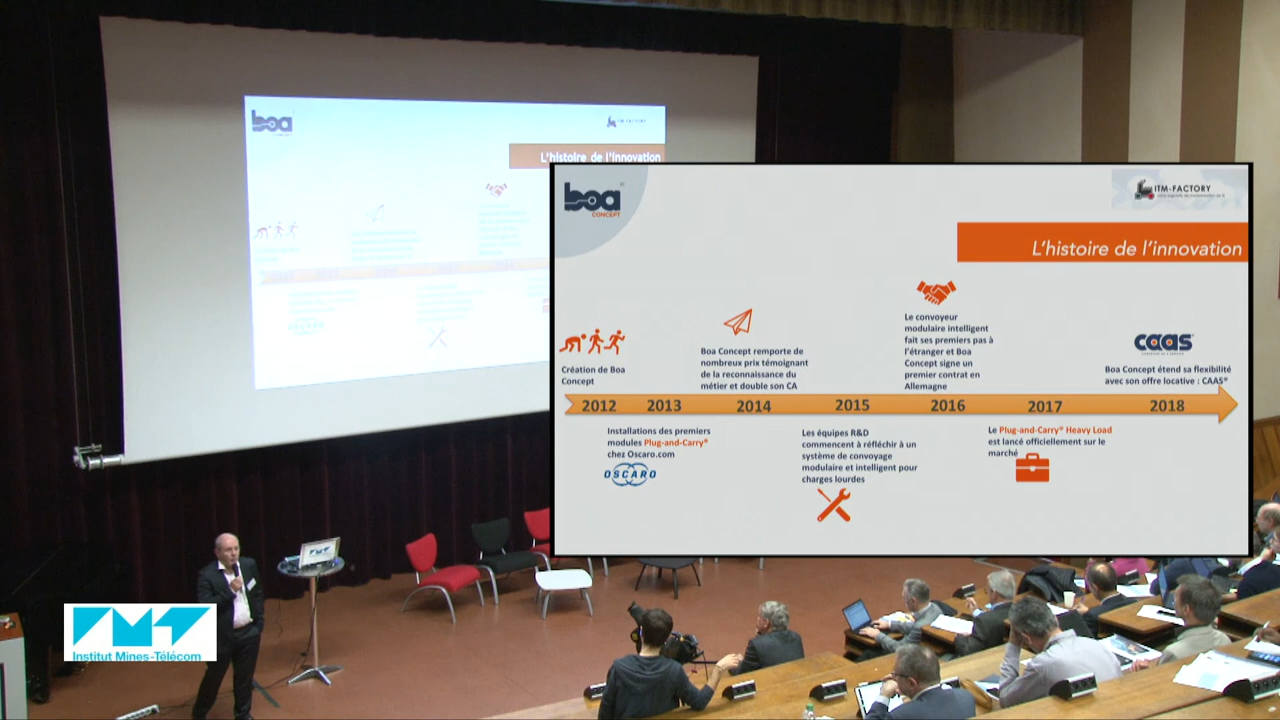 boa
L'histoire de l'innovation
boa
CONCEPT
ITM-FACTORY
L'histoire de l'innovation
Création de Boa
Concept
Boa Concept remporte de
nombreux prix témoignant
de la reconnaissance du
métier et double son CA
Le convoyeur
modulaire intelligent
fait ses premiers pas à
l'étranger et Boa
Concept signe un
premier contrat en
Allemagne
caas
Boa Concept étend sa flexibilité
avec son offre locative : CAAS®
2012 2013 2014 2015 2016 2017 2018
Installations des premiers
modules Plug-and-Carry®
chez Oscaro.com
OSCARO
Les équipes R&D
commencent à réfléchir à un
système de convoyage
modulaire et intelligent pour
charges lourdes
Le Plug-and-Carry® Heavy Load
est lancé officiellement sur le
marché
Institut Mines-Télécom